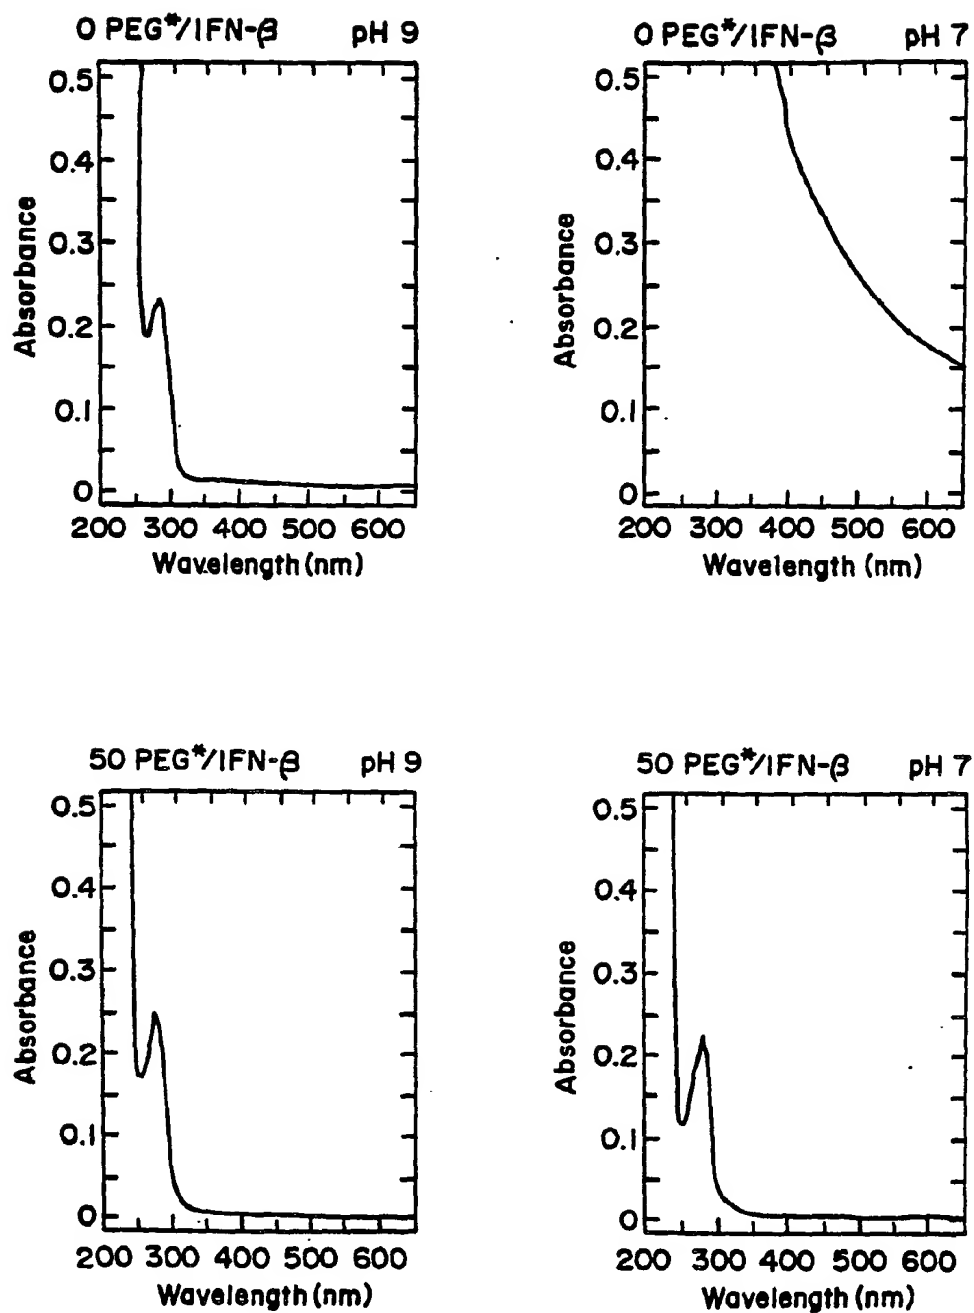 0 PEG*/IFN-β pH 9
0.5
0.4
0.3
0.2
0.1
0
Absorbance
200 300 400 500 600
Wavelength (nm)
0 PEG*/IFN-β pH 7
0.5
0.4
0.3
0.2
0.1
0
Absorbance
200 300 400 500 600
Wavelength (nm)
50 PEG*/IFN-β pH 9
0.5
0.4
0.3
0.2
0.1
0
Absorbance
200 300 400 500 600
Wavelength (nm)
50 PEG*/IFN-β pH 7
0.5
0.4
0.3
0.2
0.1
0
Absorbance
200 300 400 500 600
Wavelength (nm)